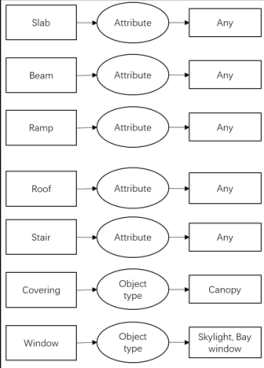 Slab Attribute Any
Beam Attribute Any
Ramp Attribute Any
Roof Attribute Any
Stair Attribute Any
Covering Object type Canopy
Window Object type Skylight, Bay window